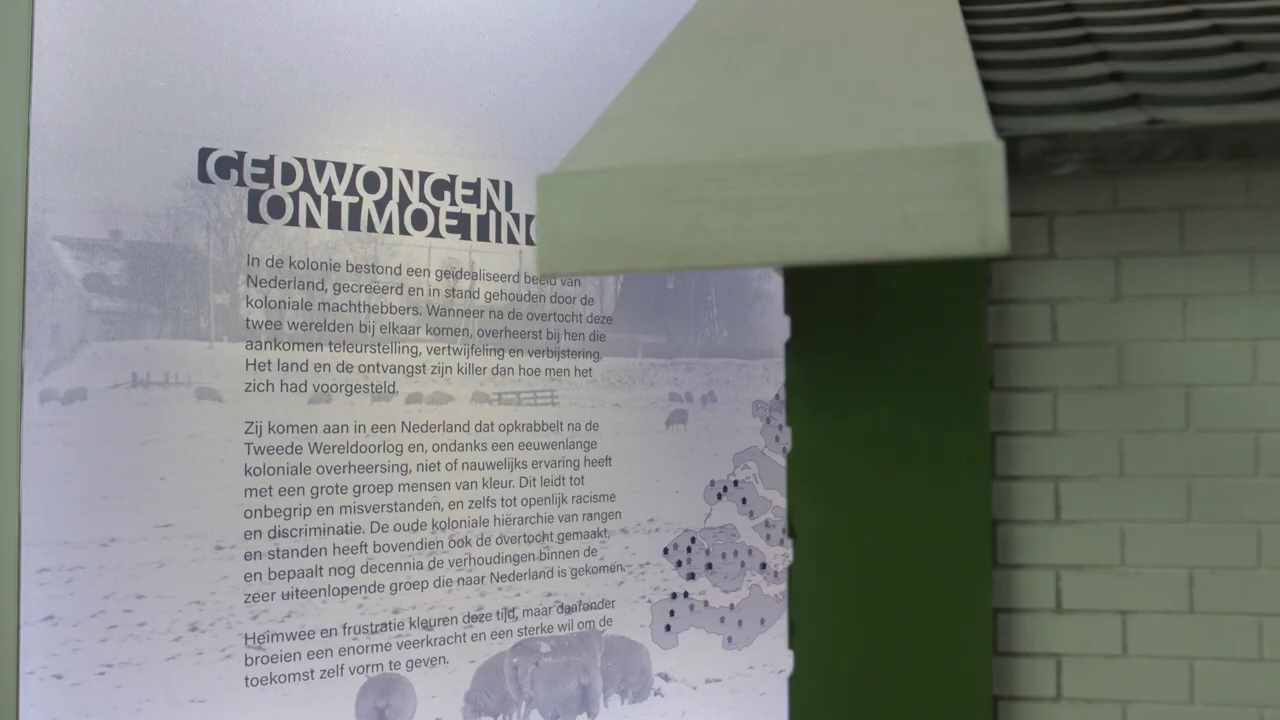 GEDWONGEN
ONTMOETING
In de kolonie bestond een geïdealiseerd beeld van
Nederland, gecreëerd en in stand gehouden door de
koloniale machthebbers. Wanneer na de overtocht deze
twee werelden bij elkaar komen, overheerst bij hen die
aankomen teleurstelling, vertwijfeling en verbijstering.
Het land en de ontvangst zijn killer dan hoe men het
zich had voorgesteld.
Zij komen aan in een Nederland dat opkrabbelt na de
Tweede Wereldoorlog en, ondanks een eeuwenlange
koloniale overheersing, niet of nauwelijks ervaring heeft
met een grote groep mensen van kleur. Dit leidt tot
onbegrip en misverstanden, en zelfs tot openlijk racisme
en discriminatie. De oude koloniale hiërarchie van rangen
en standen heeft bovendien ook de overtocht gemaakt,
en bepaalt nog decennia de verhoudingen binnen de
zeer uiteenlopende groep die naar Nederland is gekomen.
Heimwee en frustratie kleuren deze tijd, maar daaronder
broeien een enorme veerkracht en een sterke wil om de
toekomst zelf vorm te geven.